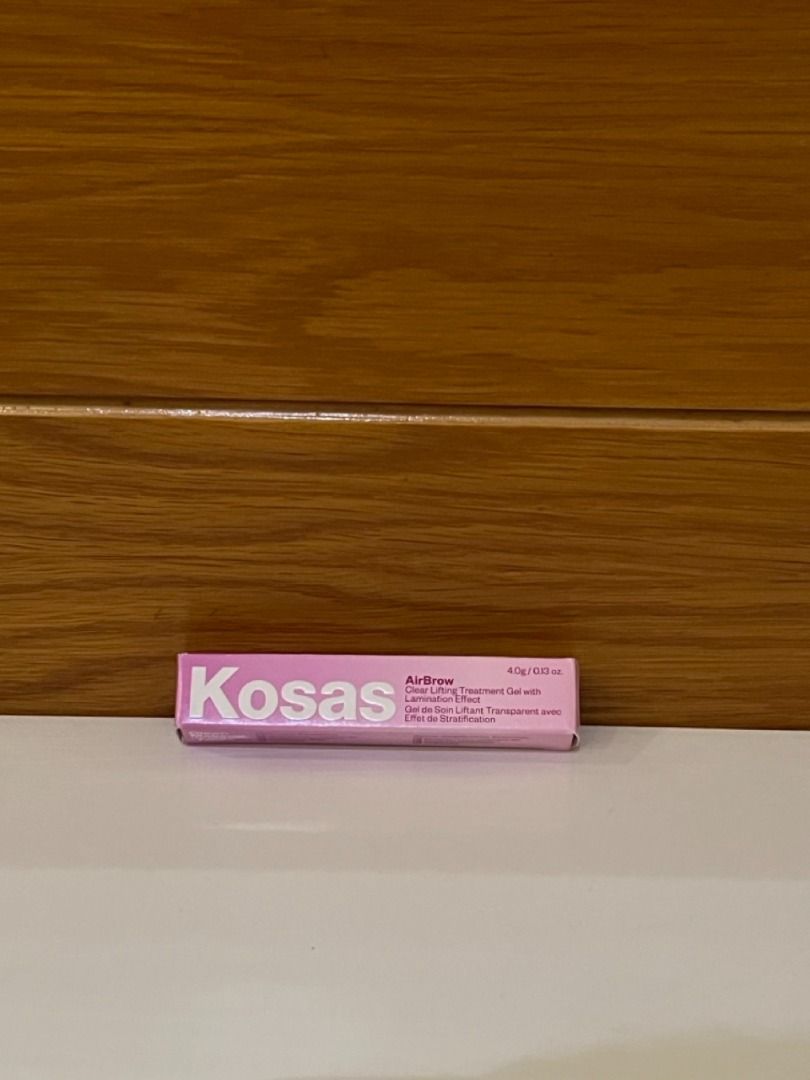 Kosas
AirBrow
4.0g / 0.13 oz.
Clear Lifting Treatment Gel with
Lamination Effect
Gel de Soin Liftant Transparent avec
Effet de Stratification